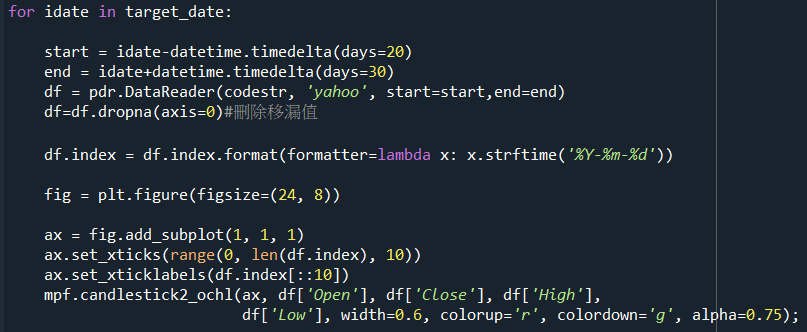 for idate in target_date:
start = idate-datetime.timedelta(days=20)
end = idate+datetime.timedelta(days=30)
df = pdr.DataReader(codestr, 'yahoo', start=start,end=end)
df=df.dropna(axis=0)#刪除移漏值
df.index = df.index.format(formatter=lambda x: x.strftime('%Y-%m-%d'))
fig = plt.figure(figsize=(24, 8))
ax = fig.add_subplot(1, 1, 1)
ax.set_xticks(range(0, len(df.index), 10))
ax.set_xticklabels(df.index[::10])
mpf.candlestick2_ochl(ax, df['Open'], df['Close'], df['High'],
df['Low'], width=0.6, colorup='r', colordown='g', alpha=0.75);